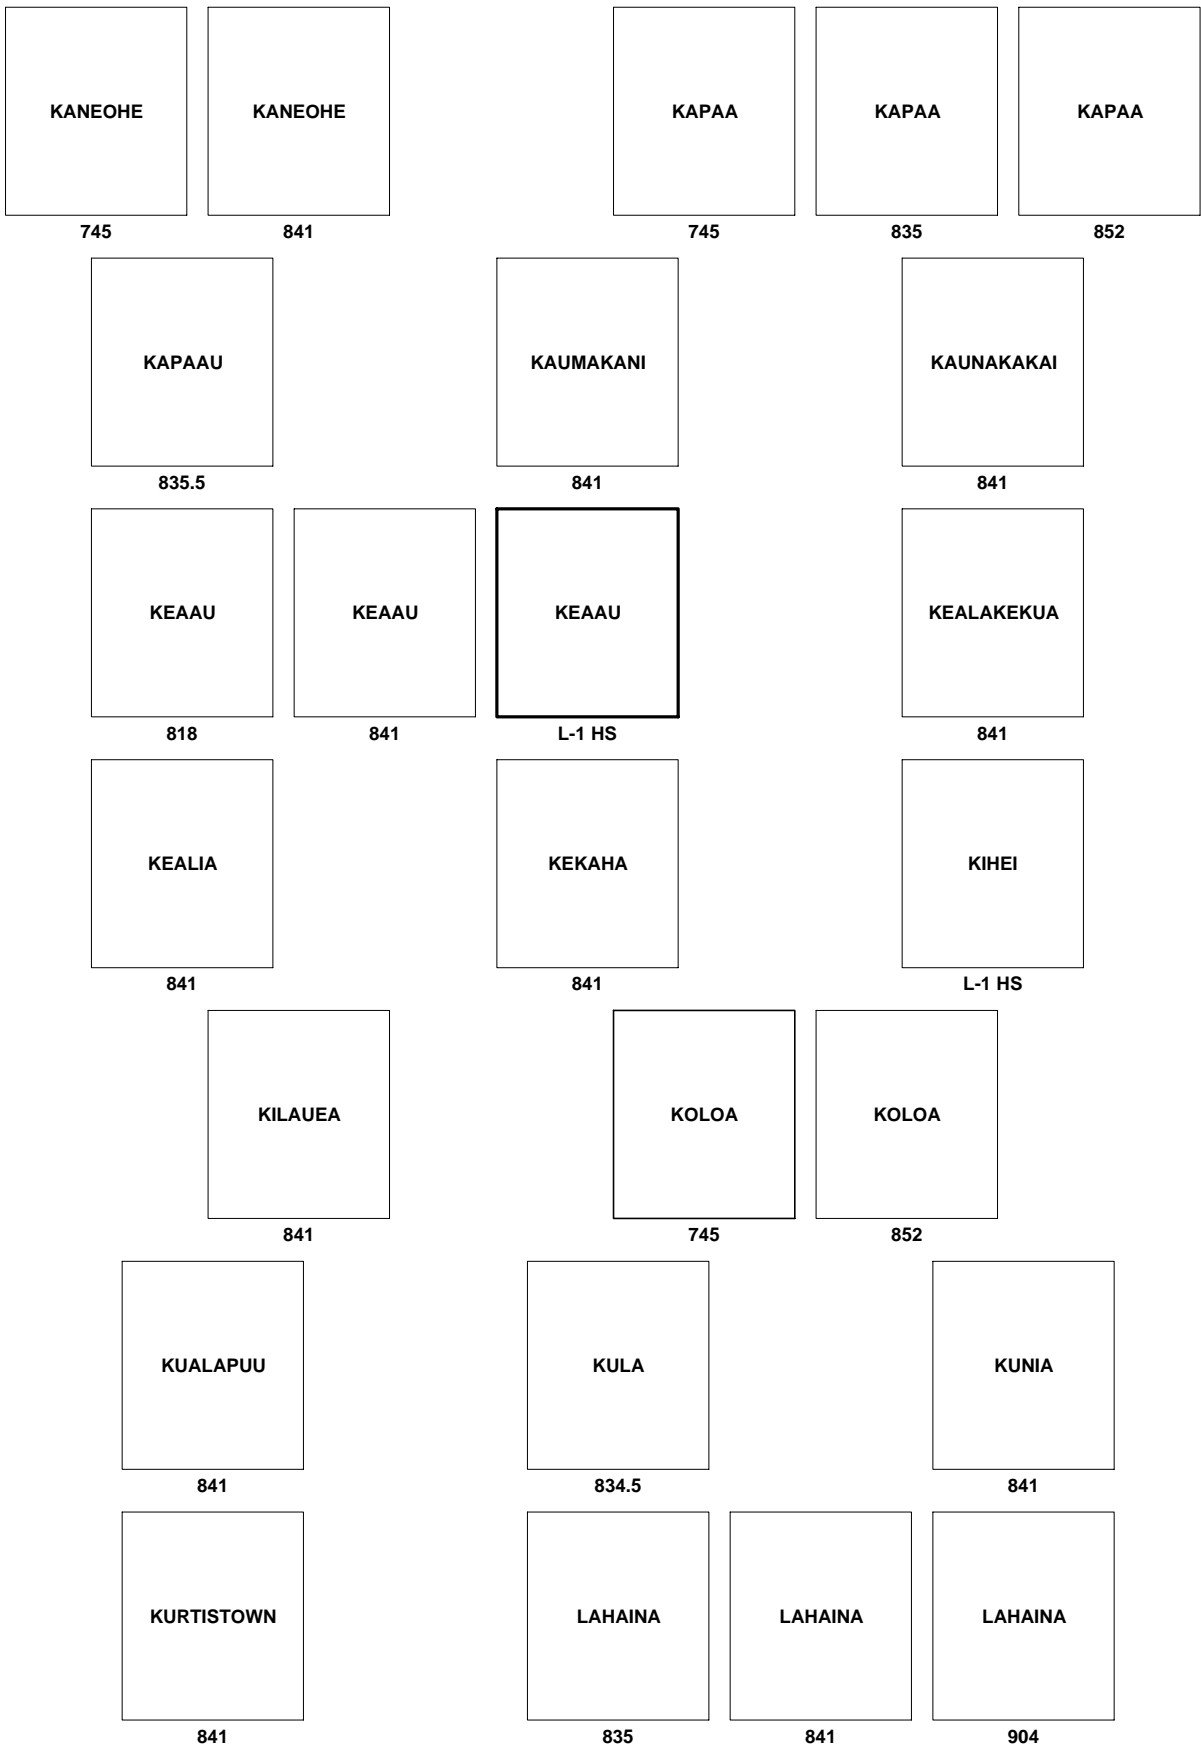 KANEOHE KANEOHE KAPAA KAPAA KAPAA
745 841 745 835 852
KAPAAU KAUMAKANI KAUNAKAKAI
835.5 841 841
KEAAU KEAAU KEAAU KEALAKEKUA
818 841 L-1 HS 841
KEALIA KEKAHA KIHEI
841 841 L-1 HS
KILAUEA KOLOA KOLOA
841 745 852
KUALAPUU KULA KUNIA
841 834.5 841
KURTISTOWN LAHAINA LAHAINA LAHAINA
841 835 841 904